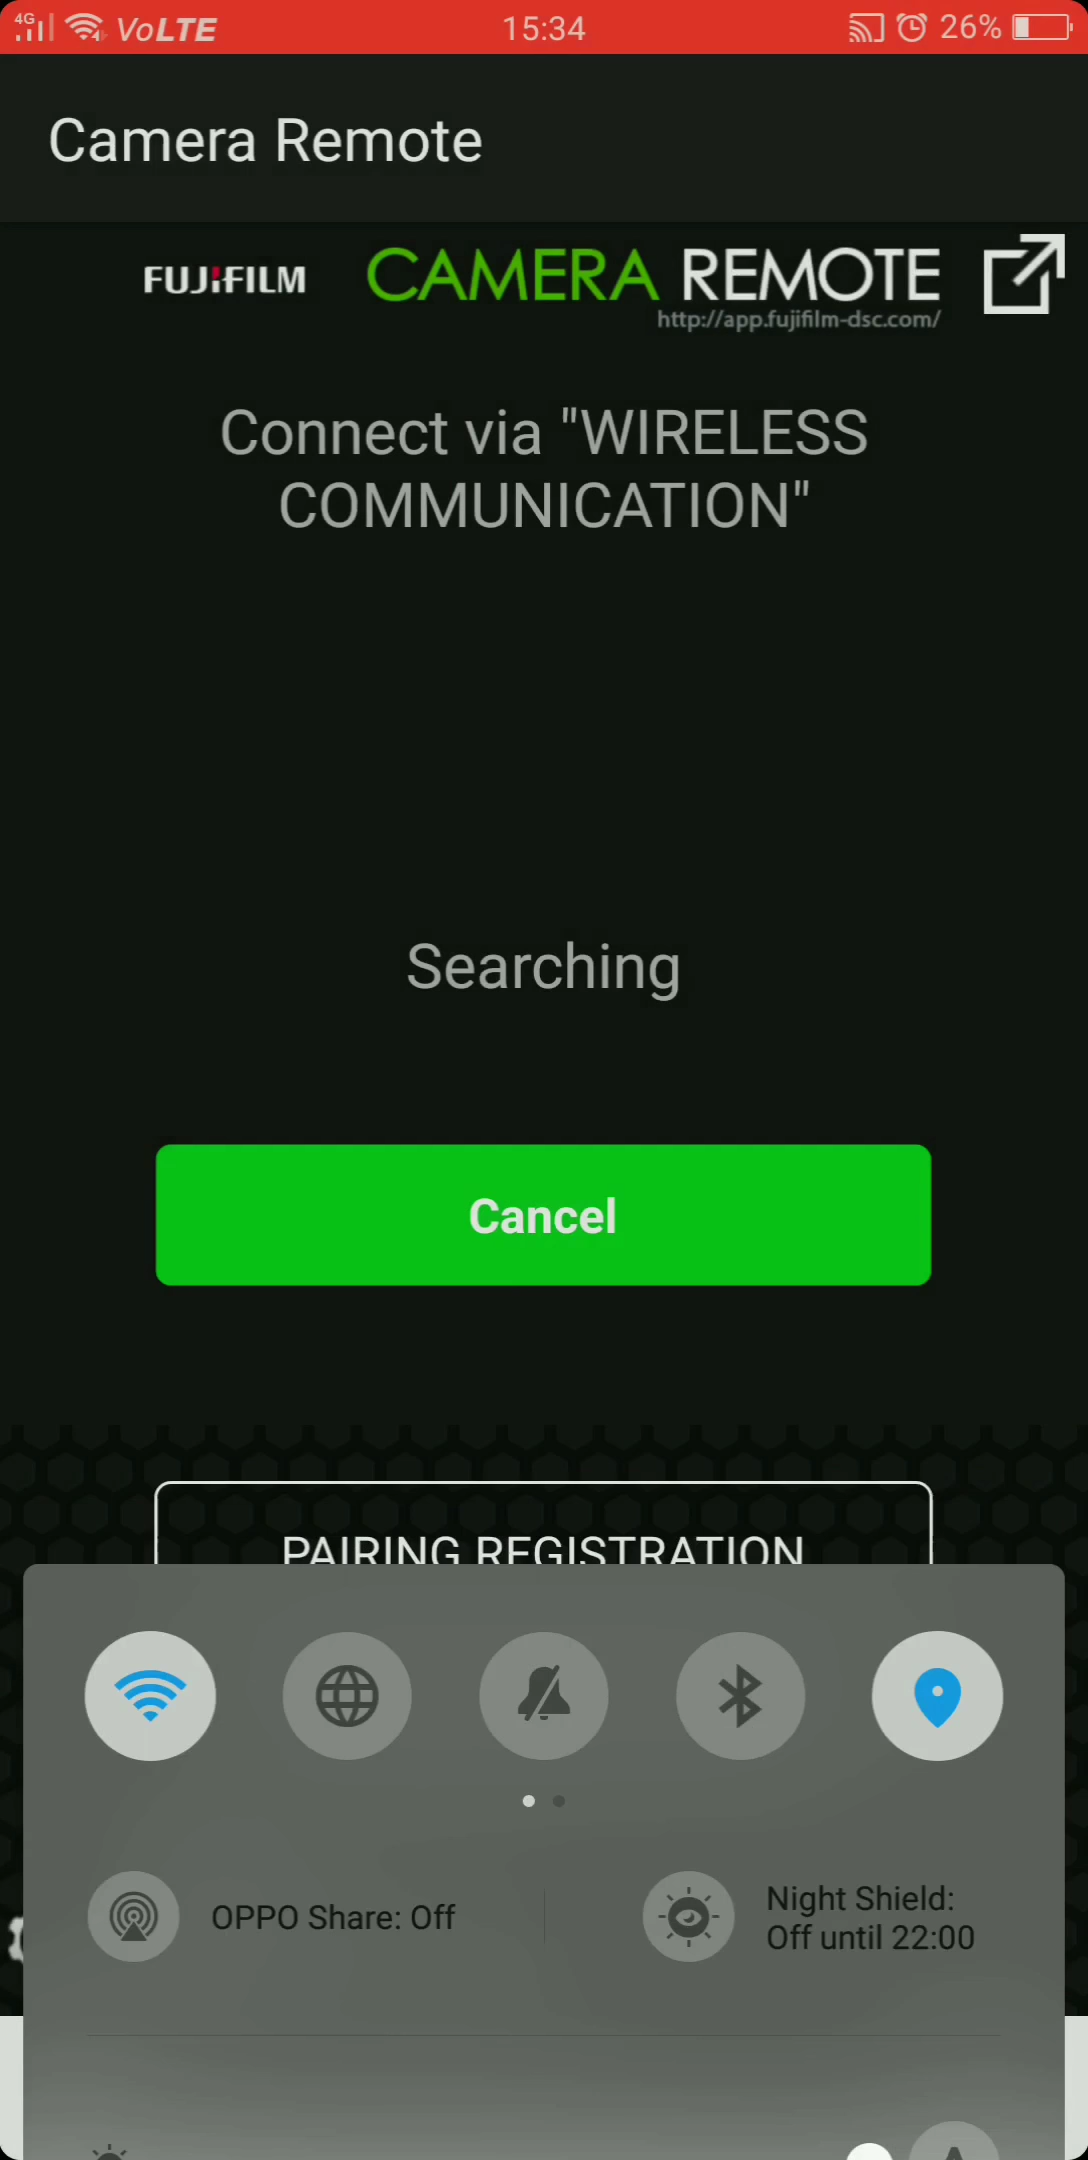 4G VoLTE 15:34 26%
Camera Remote
FUJIFILM CAMERA REMOTE
http://app.fujifilm-dsc.com/
Connect via "WIRELESS
COMMUNICATION"
Searching
Cancel
PAIRING REGISTRATION
OPPO Share: Off
Night Shield:
Off until 22:00